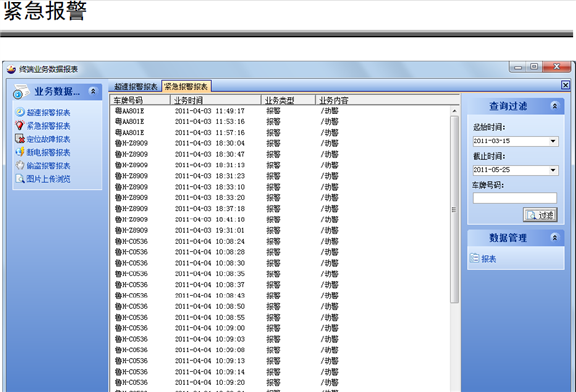 紧急报警
终端业务数据报表
业务数据...
超速报警报表
紧急报警报表
定位故障报表
断电报警报表
偷盗报警报表
图片上传浏览
超速报警报表 紧急报警报表
车牌号码 业务时间 业务类型 业务内容
粤AA801E 2011-04-03 11:49:17 报警 /劫警
粤AA801E 2011-04-03 11:53:16 报警 /劫警
粤AA801E 2011-04-03 11:57:16 报警 /劫警
鲁H-Z8909 2011-04-03 18:30:04 报警 /劫警
鲁H-Z8909 2011-04-03 18:30:47 报警 /劫警
鲁H-Z8909 2011-04-03 18:31:13 报警 /劫警
鲁H-Z8909 2011-04-03 18:31:23 报警 /劫警
鲁H-Z8909 2011-04-03 18:33:10 报警 /劫警
鲁H-Z8909 2011-04-03 18:33:20 报警 /劫警
鲁H-Z8909 2011-04-03 18:37:18 报警 /劫警
鲁H-Z8909 2011-04-03 10:41:10 报警 /劫警
鲁H-Z8909 2011-04-03 19:31:01 报警 /劫警
鲁H-C0536 2011-04-04 10:08:24 报警 /劫警
鲁H-C0536 2011-04-04 10:08:28 报警 /劫警
鲁H-C0536 2011-04-04 10:08:30 报警 /劫警
鲁H-C0536 2011-04-04 10:08:35 报警 /劫警
鲁H-C0536 2011-04-04 10:08:37 报警 /劫警
鲁H-C0536 2011-04-04 10:08:43 报警 /劫警
鲁H-C0536 2011-04-04 10:08:50 报警 /劫警
鲁H-C0536 2011-04-04 10:08:55 报警 /劫警
鲁H-C0536 2011-04-04 10:09:00 报警 /劫警
鲁H-C0536 2011-04-04 10:09:03 报警 /劫警
鲁H-C0536 2011-04-04 10:09:08 报警 /劫警
鲁H-C0536 2011-04-04 10:09:13 报警 /劫警
鲁H-C0536 2011-04-04 10:09:14 报警 /劫警
鲁H-C0536 2011-04-04 10:09:20 报警 /劫警
查询过滤
起始时间:
2011-03-15
截止时间:
2011-05-25
车牌号码:
过滤
数据管理
报表